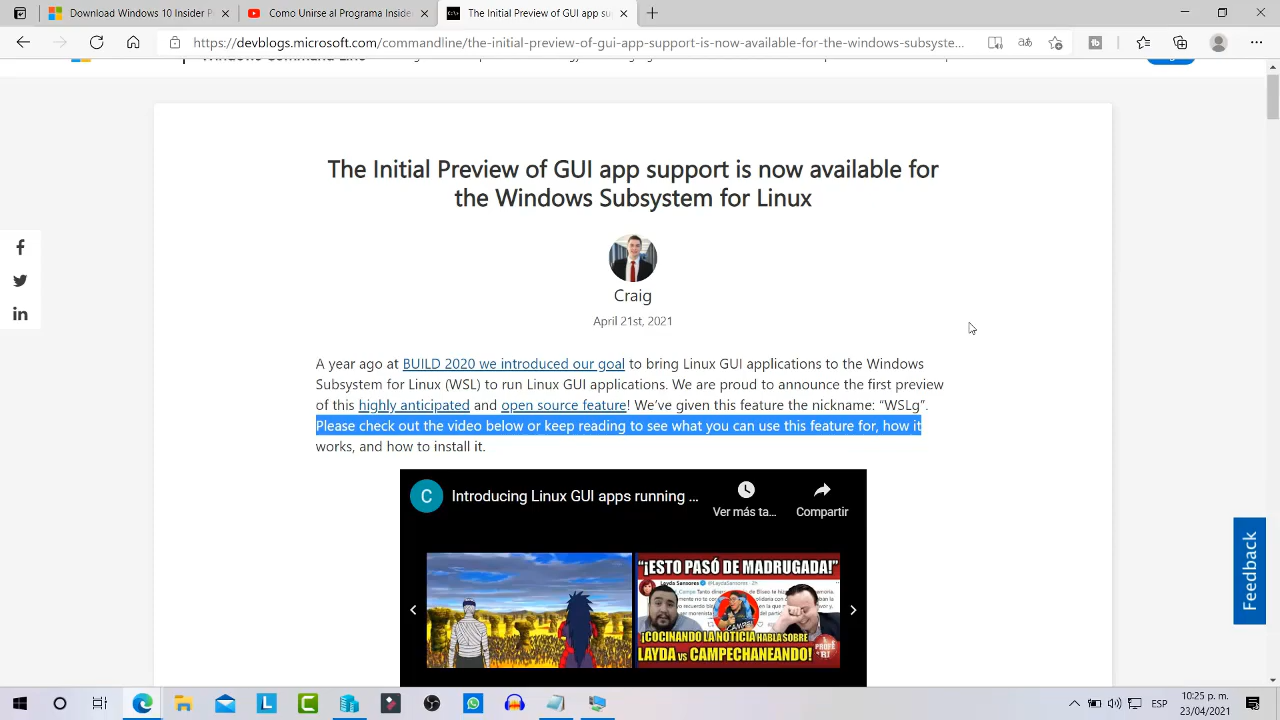 Download Windows 10 Insider P
Como Instalar Programas
The Initial Preview of GUI app su
https://devblogs.microsoft.com/commandline/the-initial-preview-of-gui-app-support-is-now-available-for-the-windows-subsyste...
Windows Command Line
The Initial Preview of GUI app support is now available for
the Windows Subsystem for Linux
Craig
April 21st, 2021
A year ago at BUILD 2020 we introduced our goal to bring Linux GUI applications to the Windows
Subsystem for Linux (WSL) to run Linux GUI applications. We are proud to announce the first preview
of this highly anticipated and open source feature! We've given this feature the nickname: “WSLg”.
Please check out the video below or keep reading to see what you can use this feature for, how it
works, and how to install it.
C
Introducing Linux GUI apps running ...
Ver más ta...
Compartir
"¡ESTO PASÓ DE MADRUGADA!"
Layda Sansores
¡COCINANDO LA NOTICIA HABLA SOBRE
LAYDA vs CAMPECHANEANDO!
Feedback
ESP
10:25 p. m.
23/04/2021